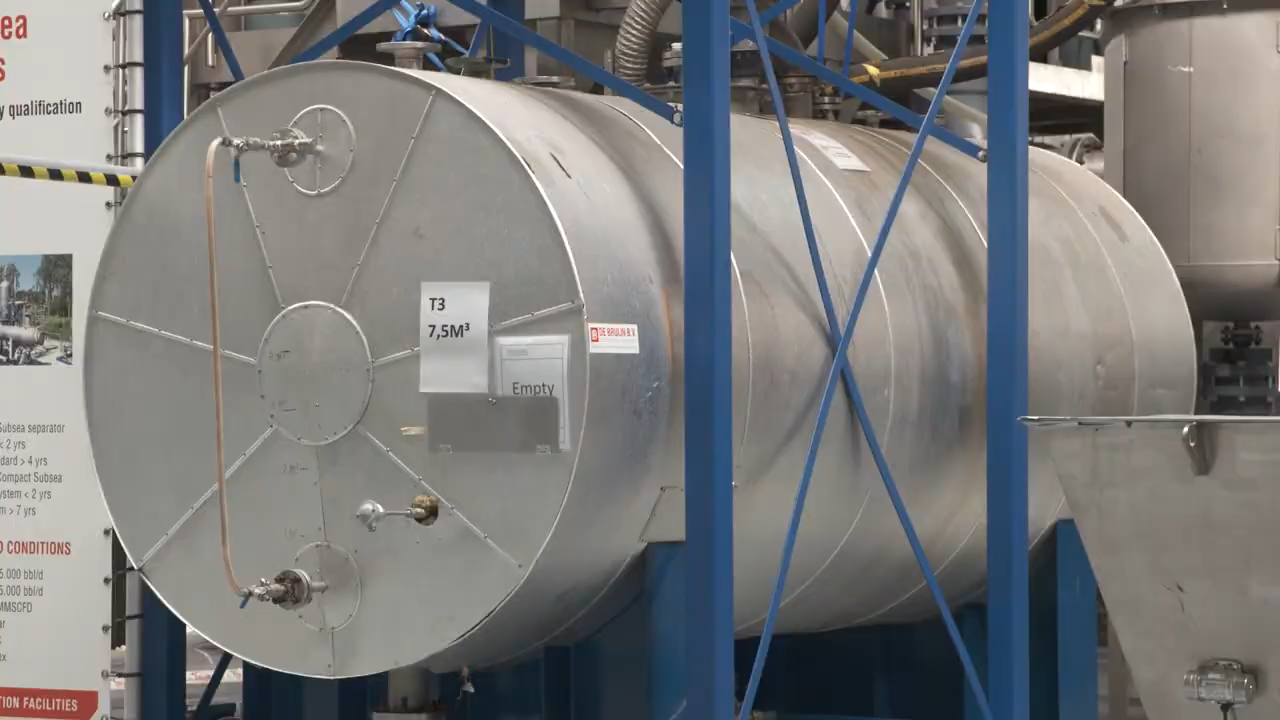 ea
s
y qualification
Subsea separator
< 2 yrs
dard > 4 yrs
Compact Subsea
ystem < 2 yrs
m > 7 yrs
CONDITIONS
5.000 bbl/d
5.000 bbl/d
MMSCFD
ar
TION FACILITIES
T3
7,5M³
Empty
DE BRUIJN B.V.